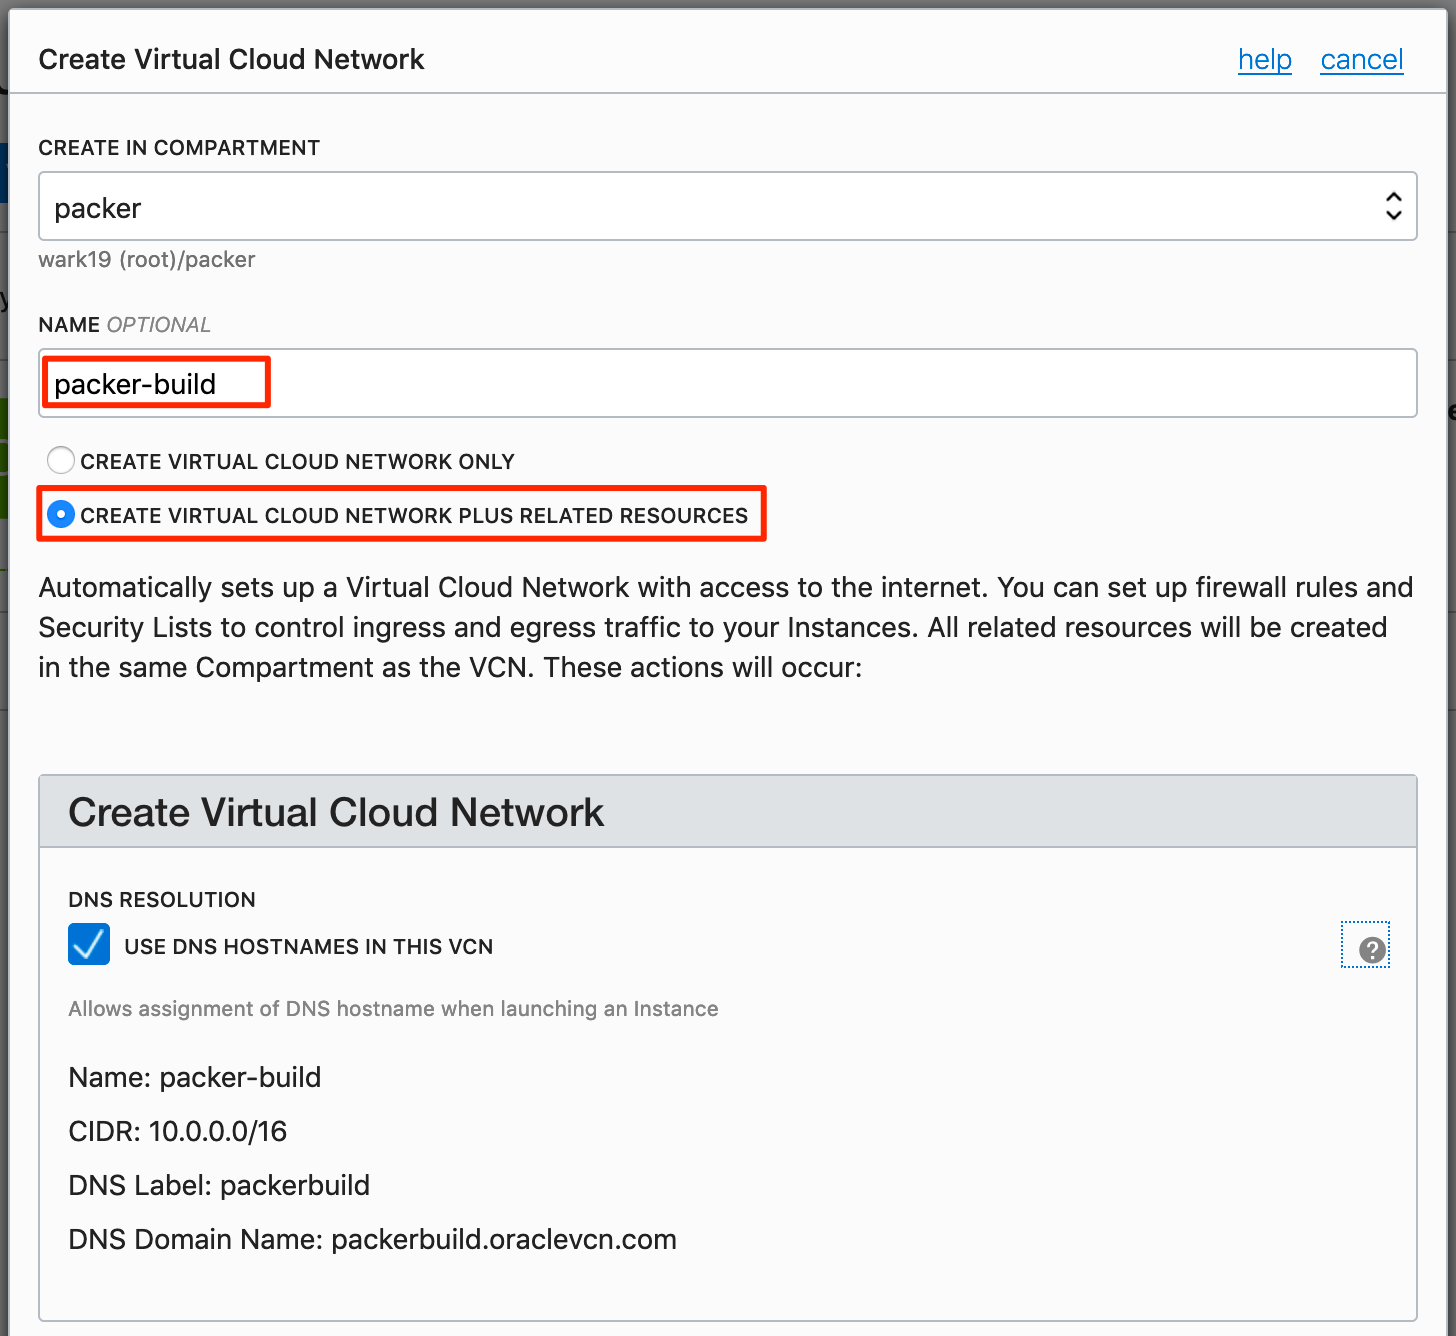 Create Virtual Cloud Network
help cancel
CREATE IN COMPARTMENT
packer
wark19 (root)/packer
NAME OPTIONAL
packer-build
CREATE VIRTUAL CLOUD NETWORK ONLY
CREATE VIRTUAL CLOUD NETWORK PLUS RELATED RESOURCES
Automatically sets up a Virtual Cloud Network with access to the internet. You can set up firewall rules and
Security Lists to control ingress and egress traffic to your Instances. All related resources will be created
in the same Compartment as the VCN. These actions will occur:
Create Virtual Cloud Network
DNS RESOLUTION
USE DNS HOSTNAMES IN THIS VCN
?
Allows assignment of DNS hostname when launching an Instance
Name: packer-build
CIDR: 10.0.0.0/16
DNS Label: packerbuild
DNS Domain Name: packerbuild.oraclevcn.com